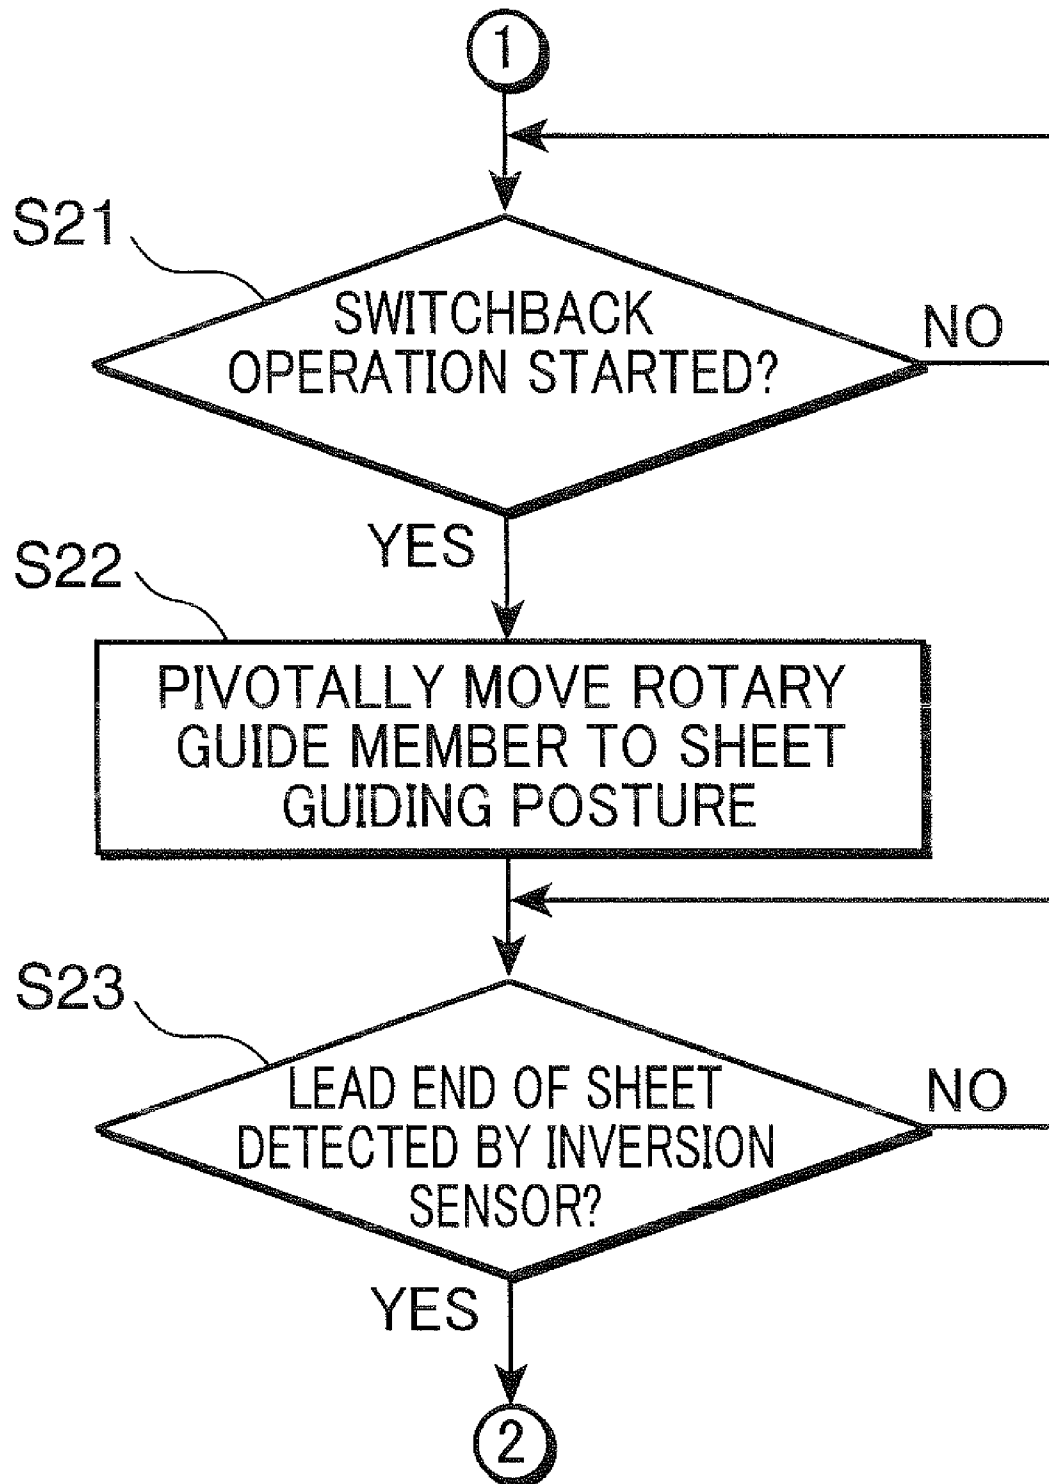 1
S21
SWITCHBACK
OPERATION STARTED?
NO
YES
S22
PIVOTALLY MOVE ROTARY
GUIDE MEMBER TO SHEET
GUIDING POSTURE
S23
LEAD END OF SHEET
DETECTED BY INVERSION
SENSOR?
NO
YES
2